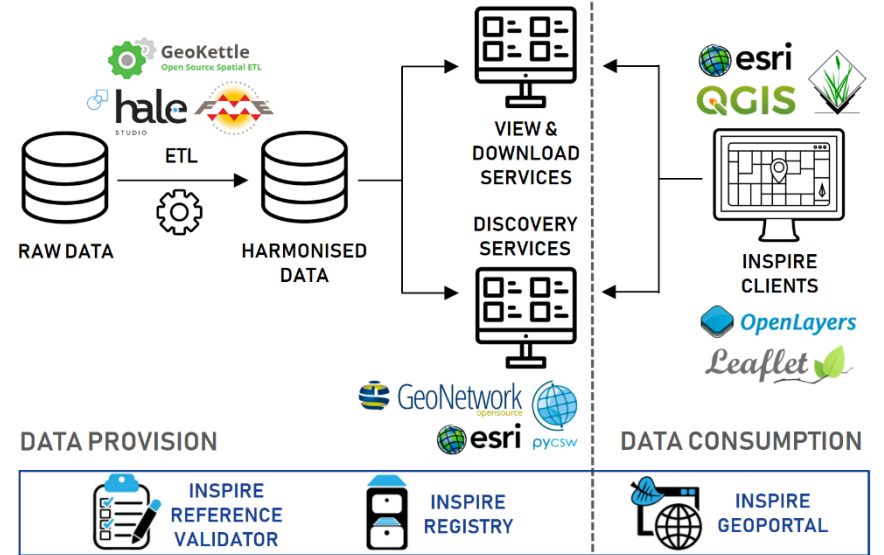 GeoKettle
Open Source Spatial ETL
hale
STUDIO
FME
ETL
RAW DATA
HARMONISED
DATA
VIEW &
DOWNLOAD
SERVICES
DISCOVERY
SERVICES
esri
QGIS
INSPIRE
CLIENTS
OpenLayers
Leaflet
GeoNetwork
opensource
esri
pycsw
DATA PROVISION
DATA CONSUMPTION
INSPIRE
REFERENCE
VALIDATOR
INSPIRE
REGISTRY
INSPIRE
GEOPORTAL